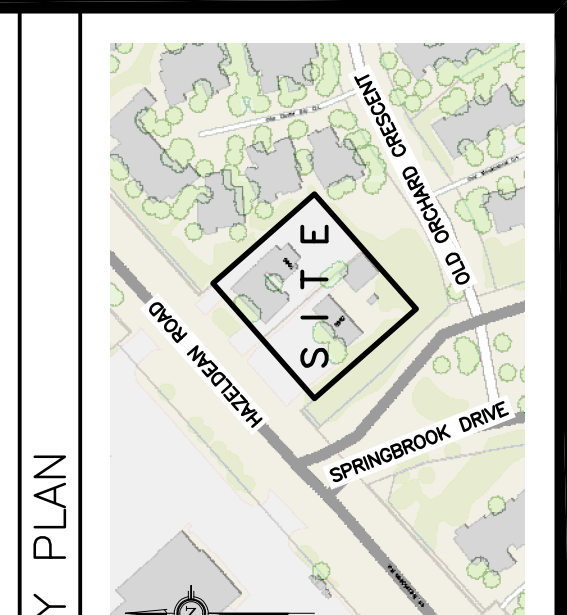 OLD ORCHARD CRESCENT
SITE
HAZELDEAN ROAD
SPRINGBROOK DRIVE
Y PLAN
N